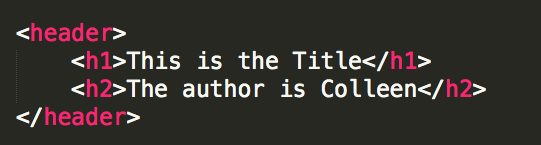 <header>
<h1>This is the Title</h1>
<h2>The author is Colleen</h2>
</header>